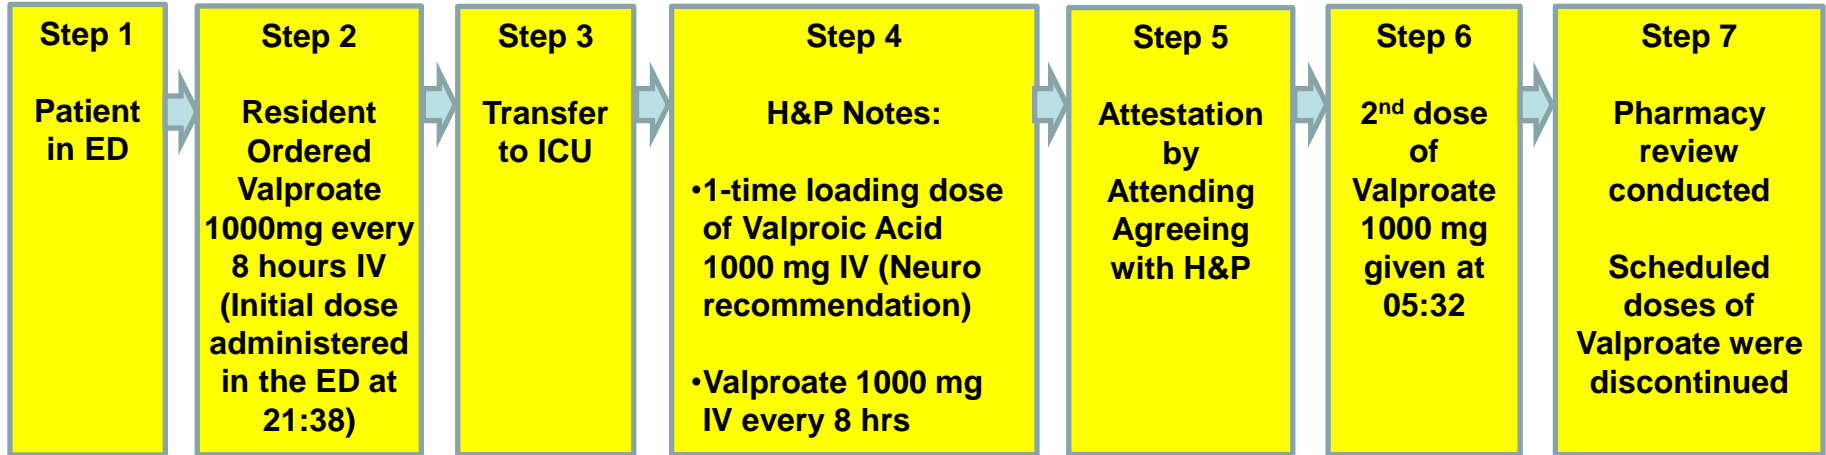 Step 1
Patient
in ED
Step 2
Resident
Ordered
Valproate
1000mg every
8 hours IV
(Initial dose
administered
in the ED at
21:38)
Step 3
Transfer
to ICU
Step 4
H&P Notes:
•1-time loading dose
of Valproic Acid
1000 mg IV (Neuro
recommendation)
•Valproate 1000 mg
IV every 8 hrs
Step 5
Attestation
by
Attending
Agreeing
with H&P
Step 6
2nd dose
of
Valproate
1000 mg
given at
05:32
Step 7
Pharmacy
review
conducted
Scheduled
doses of
Valproate were
discontinued